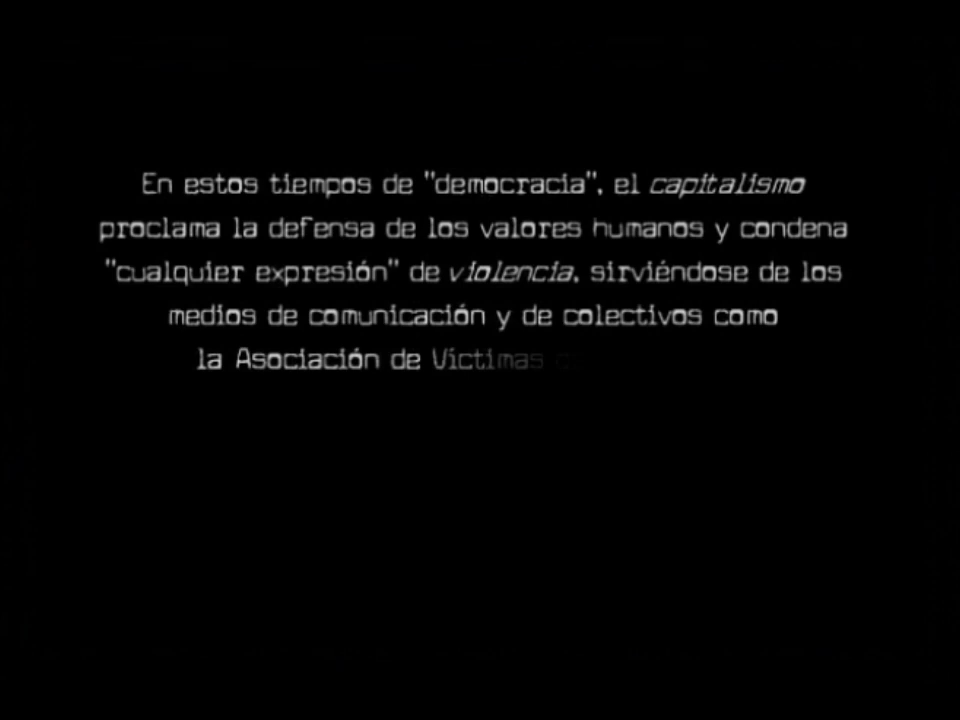 En estos tiempos de "democracia", el capitalismo
proclama la defensa de los valores humanos y condena
"cualquier expresión" de violencia, sirviéndose de los
medios de comunicación y de colectivos como
la Asociación de Víctimas